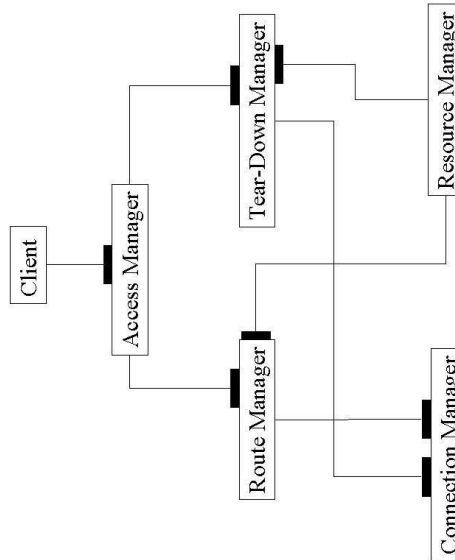 Client
Access Manager
Route Manager
Tear-Down Manager
Connection Manager
Resource Manager